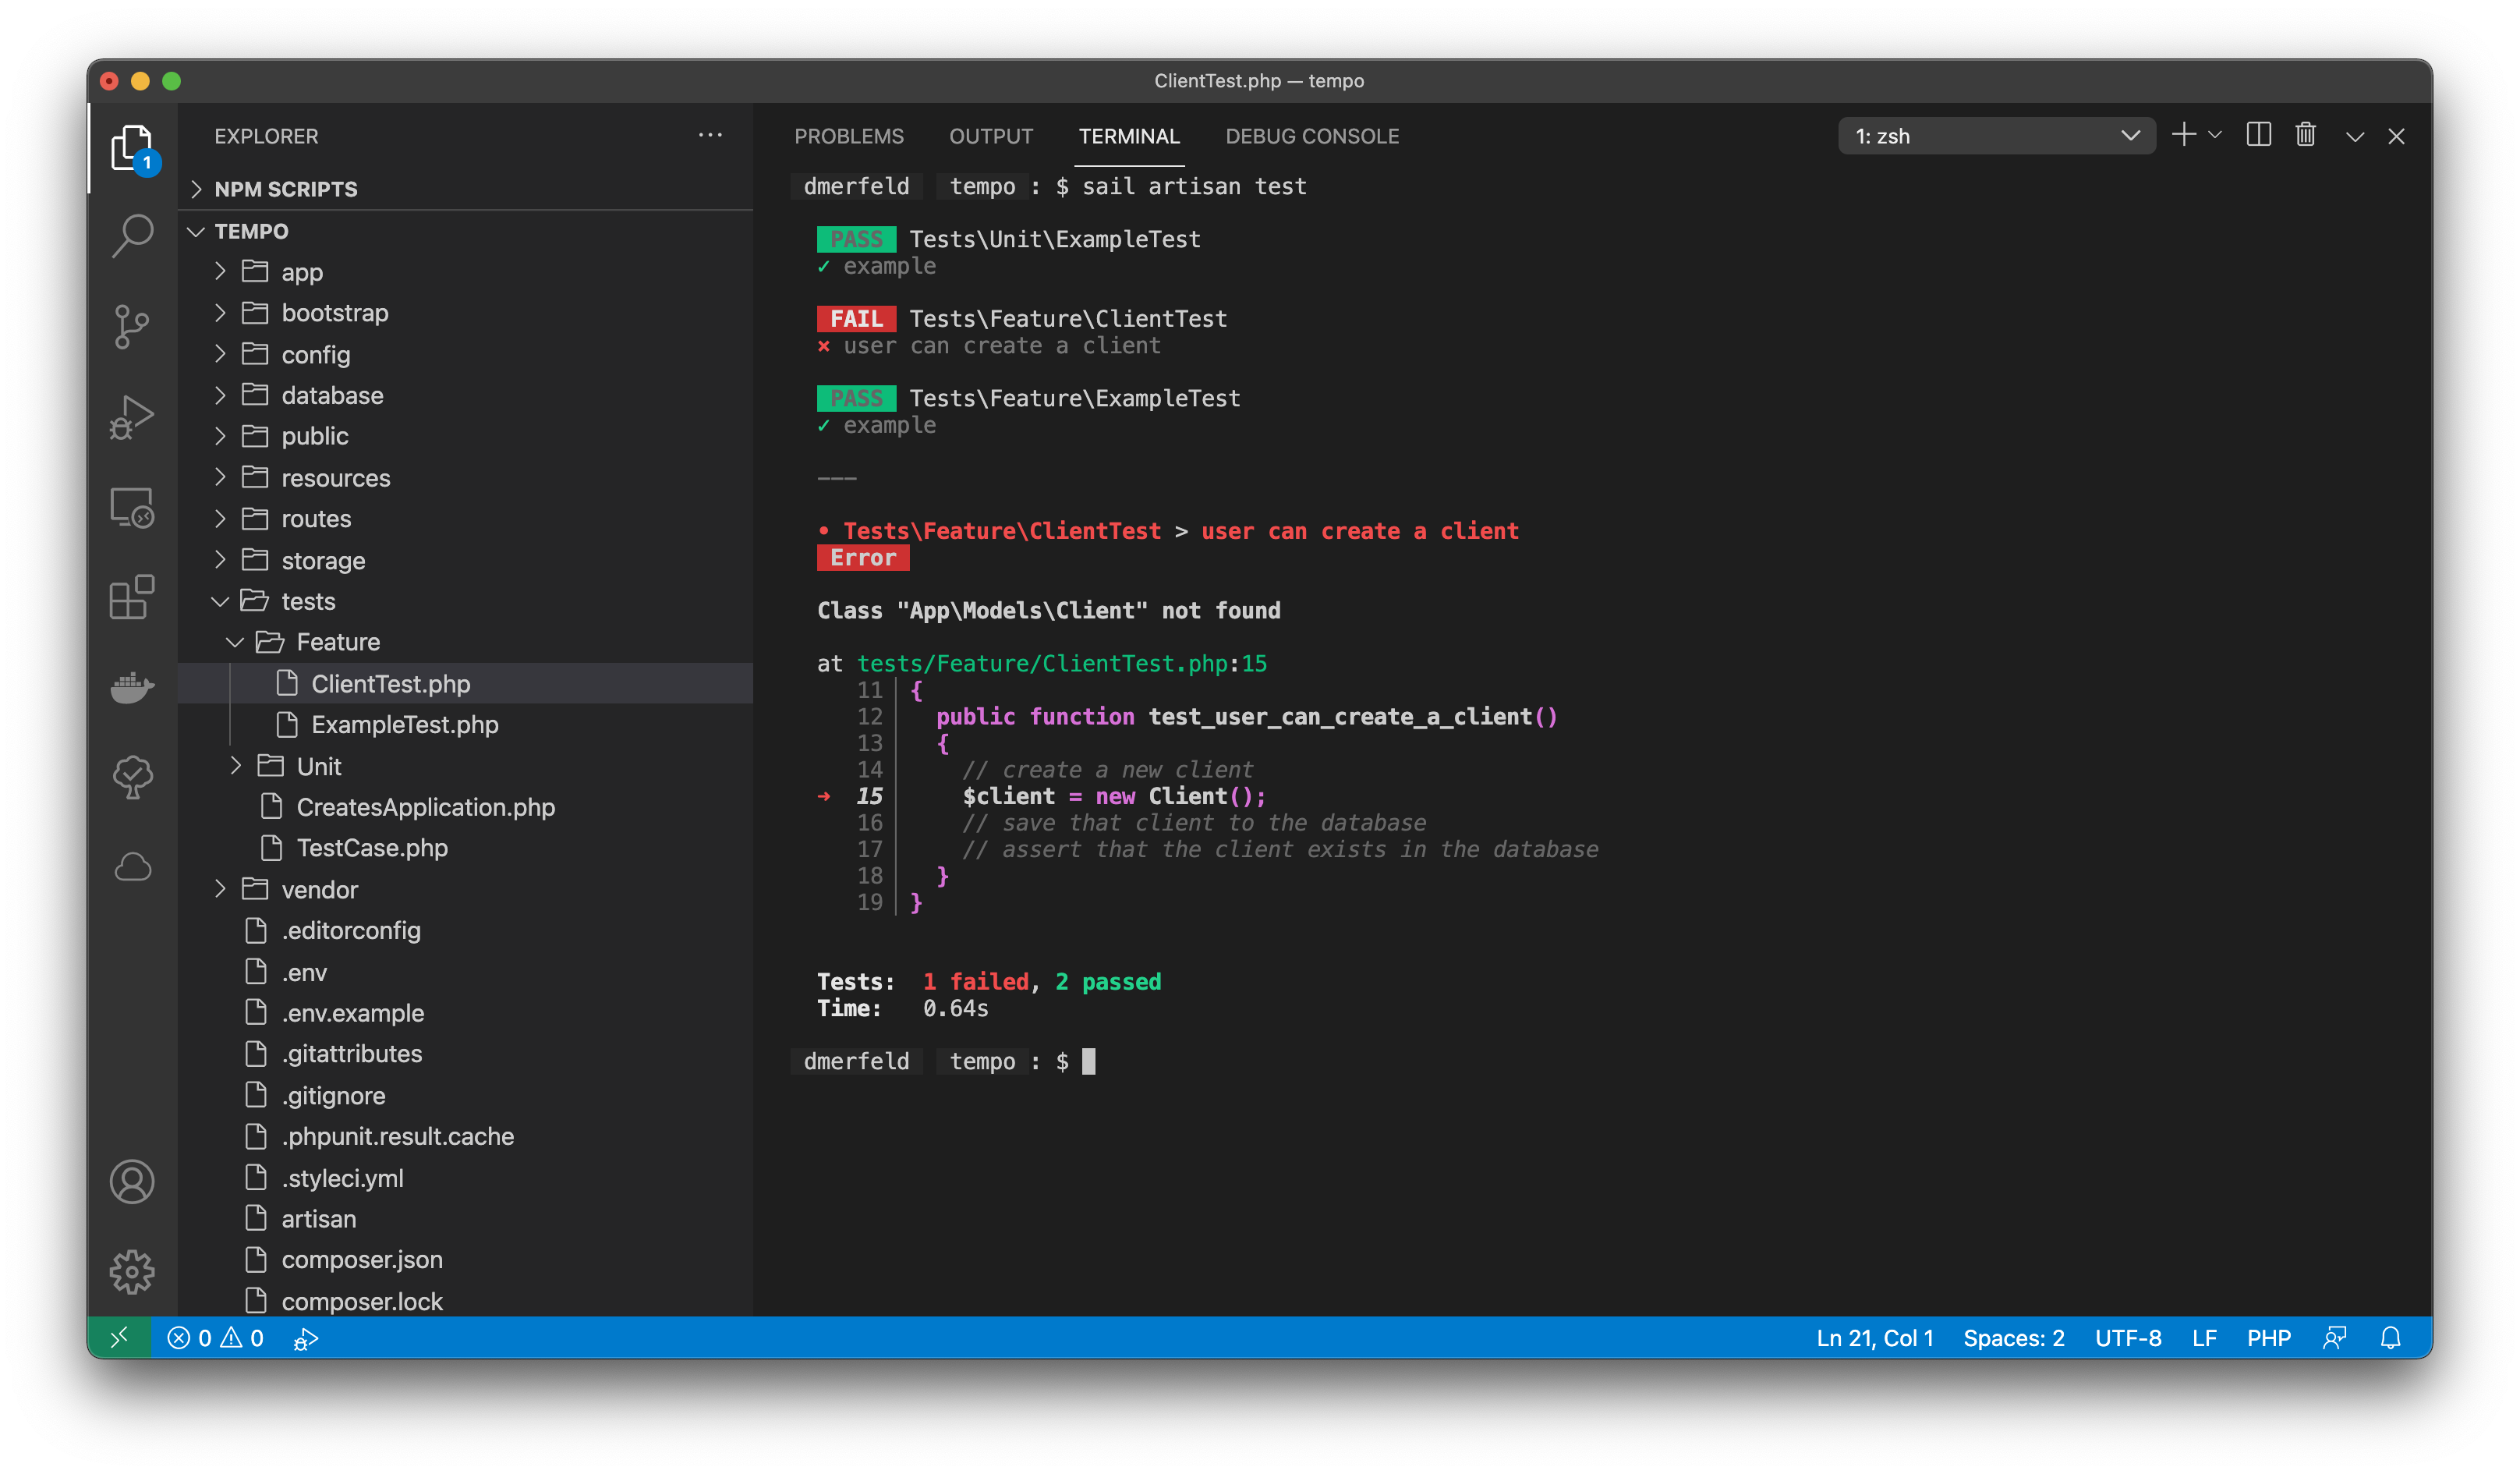 ClientTest.php — tempo
EXPLORER
1
NPM SCRIPTS
TEMPO
app
bootstrap
config
database
public
resources
routes
storage
tests
Feature
ClientTest.php
ExampleTest.php
Unit
CreatesApplication.php
TestCase.php
vendor
.editorconfig
.env
.env.example
.gitattributes
.gitignore
.phpunit.result.cache
.styleci.yml
artisan
composer.json
composer.lock
PROBLEMS OUTPUT TERMINAL DEBUG CONSOLE
1: zsh
dmerfeld tempo : $ sail artisan test
PASS Tests\Unit\ExampleTest
✓ example
FAIL Tests\Feature\ClientTest
⨯ user can create a client
PASS Tests\Feature\ExampleTest
✓ example
———
• Tests\Feature\ClientTest > user can create a client
Error
Class "App\Models\Client" not found
at tests/Feature/ClientTest.php:15
11 {
12 public function test_user_can_create_a_client()
13 {
14 // create a new client
➜ 15 $client = new Client();
16 // save that client to the database
17 // assert that the client exists in the database
18 }
19 }
Tests: 1 failed, 2 passed
Time: 0.64s
dmerfeld tempo : $
0 0
Ln 21, Col 1 Spaces: 2 UTF-8 LF PHP